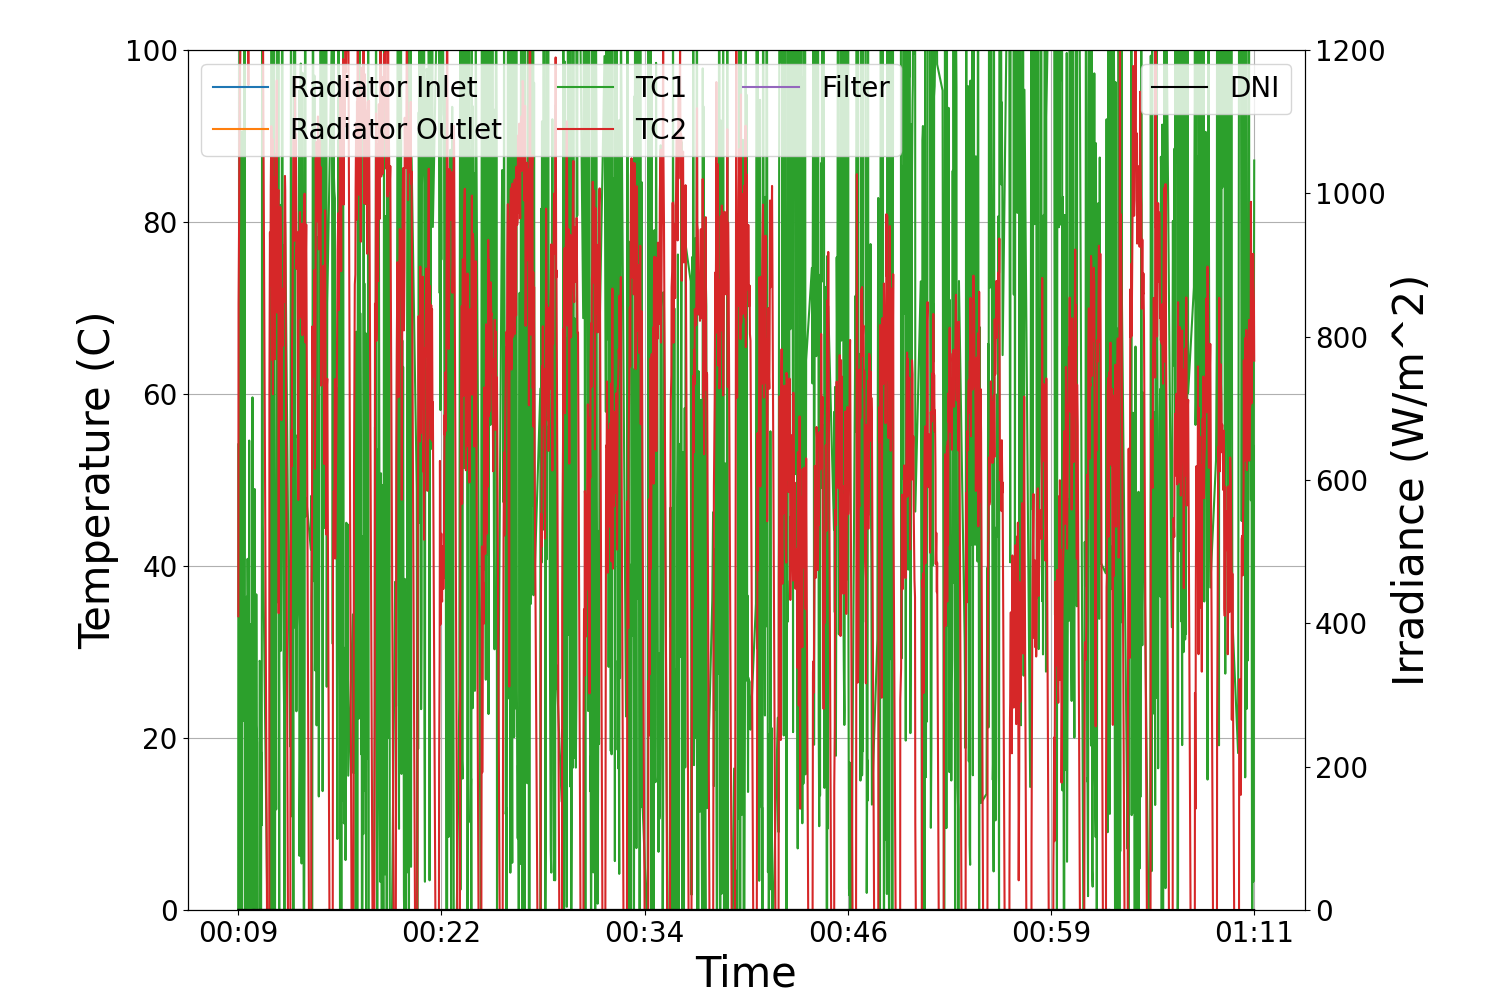 100
80
60
40
20
0
Temperature (C)
Radiator Inlet
Radiator Outlet
TC1
TC2
Filter
DNI
1200
1000
800
600
400
200
0
Irradiance (W/m^2)
00:09
00:22
00:34
00:46
00:59
01:11
Time